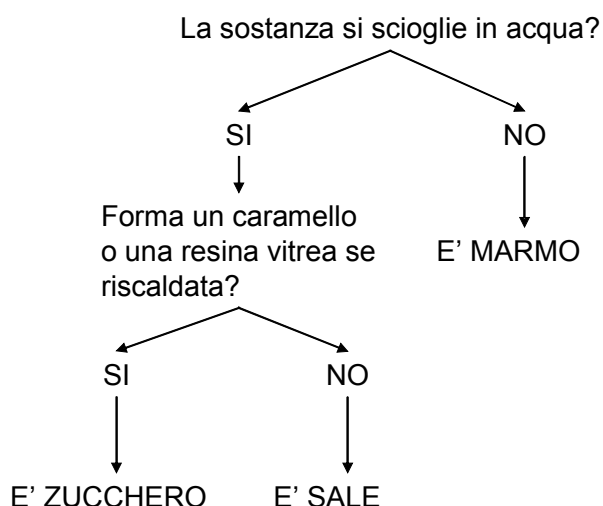 La sostanza si scioglie in acqua?
SI
NO
Forma un caramello
o una resina vitrea se
riscaldata?
E' MARMO
SI
NO
E' ZUCCHERO
E' SALE